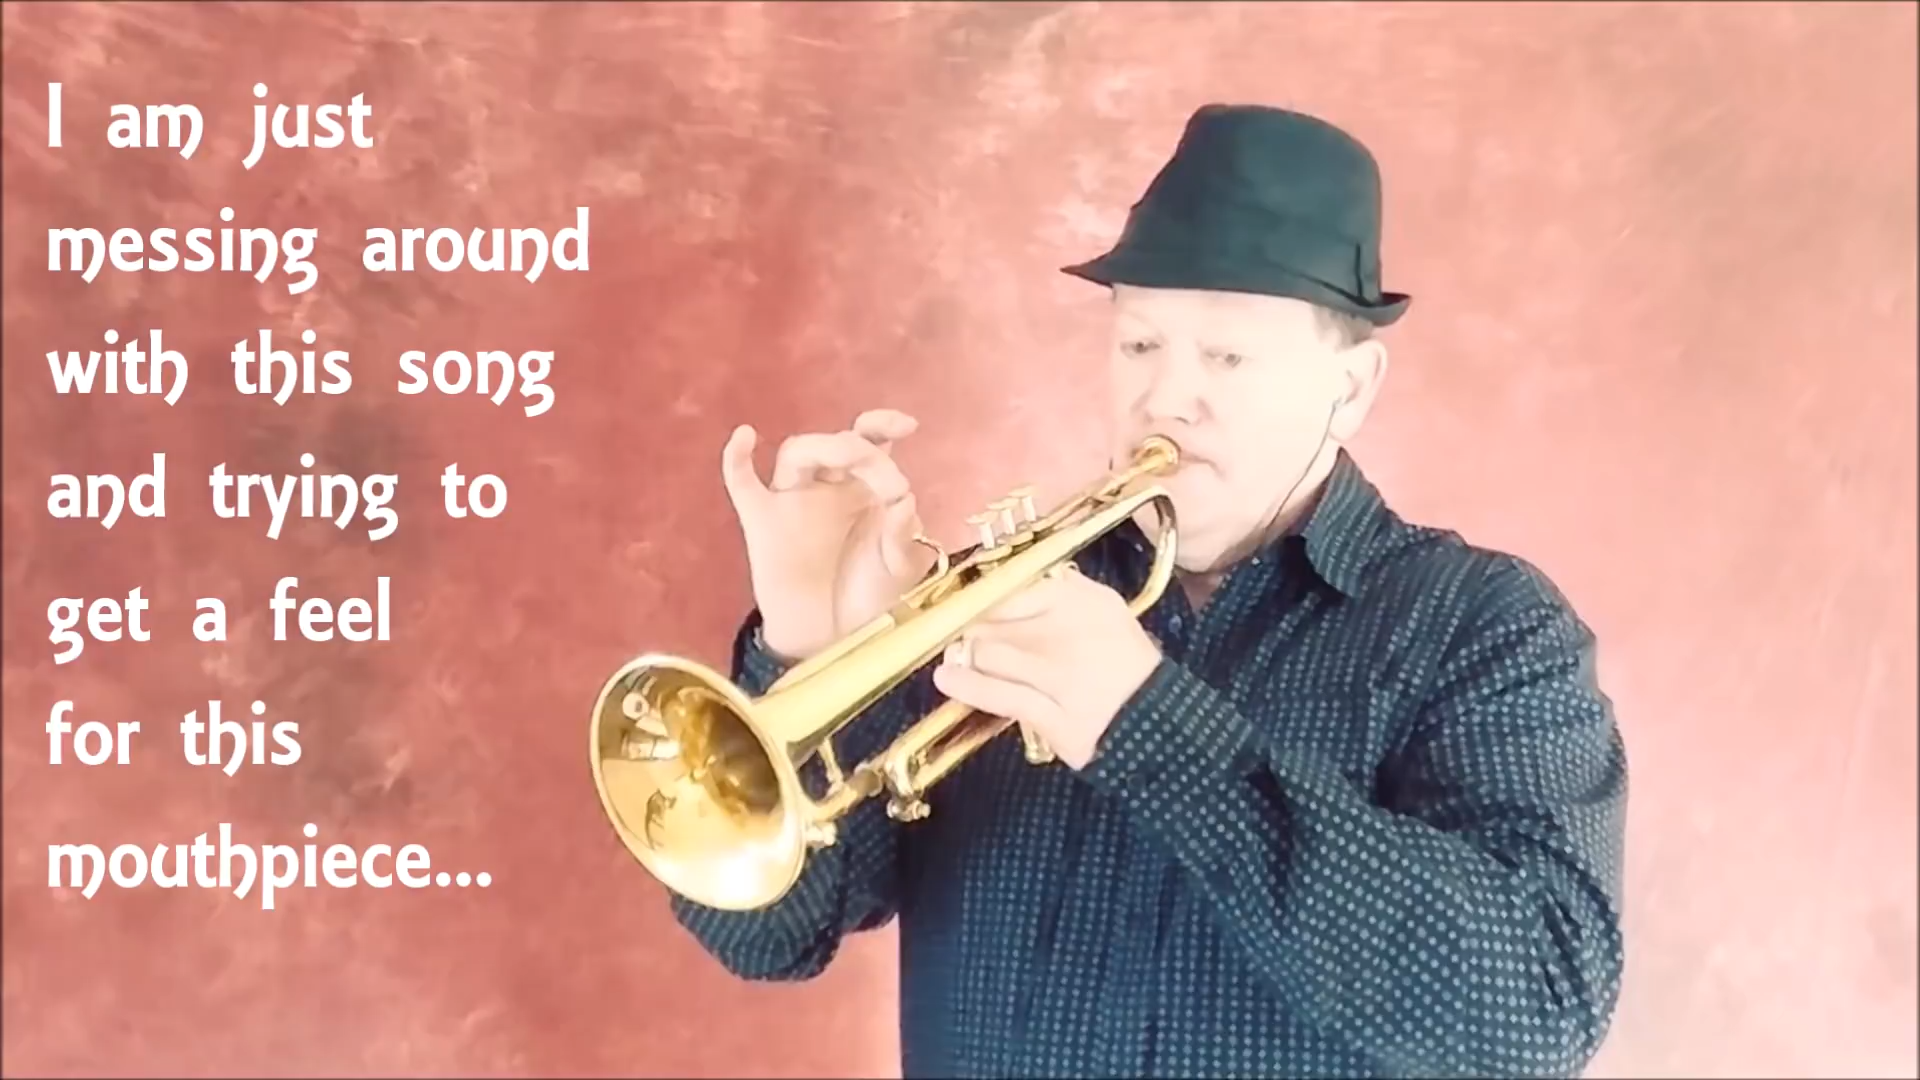 I am just
messing around
with this song
and trying to
get a feel
for this
mouthpiece...